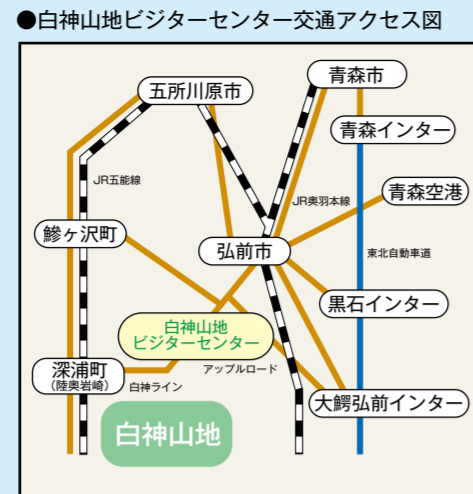 ●白神山地ビジターセンター交通アクセス図
青森市
五所川原市
青森インター
JR五能線
青森空港
JR奥羽本線
鰺ヶ沢町
弘前市
東北自動車道
黒石インター
白神山地
ビジターセンター
深浦町
（陸奥岩崎）
アップルロード
白神ライン
大鰐弘前インター
白神山地